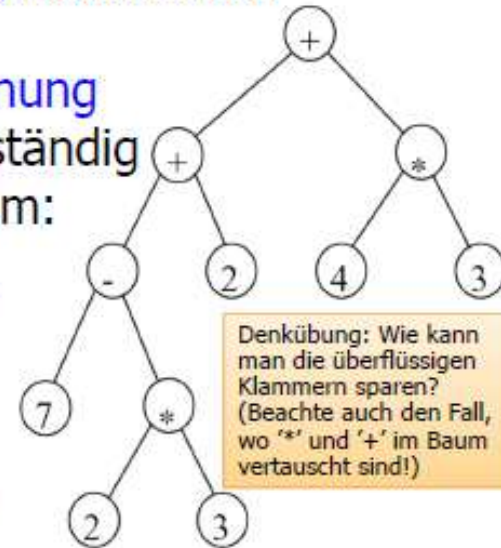 +
nung
ständig
m:
+
*
-
2
4
3
7
*
2
3
Denkübung: Wie kann
man die überflüssigen
Klammern sparen?
(Beachte auch den Fall,
wo '*' und '+' im Baum
vertauscht sind!)